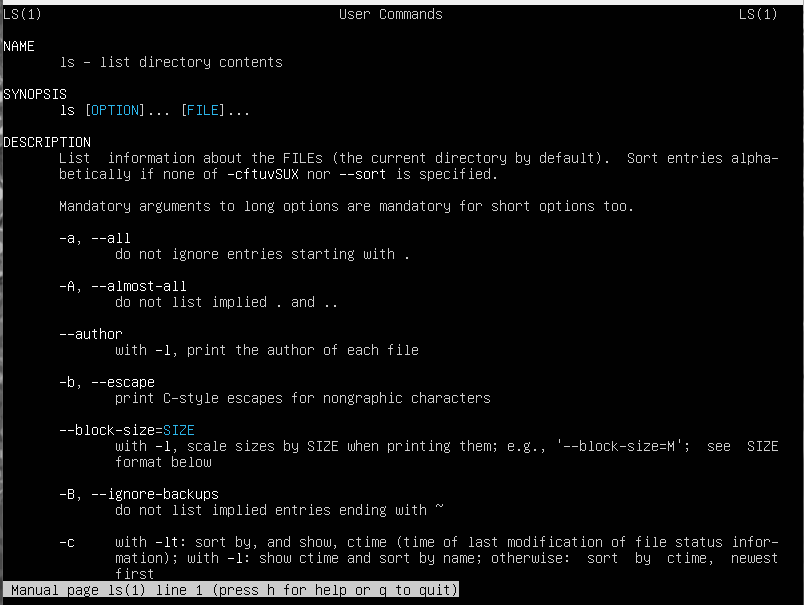 LS(1) User Commands LS(1)
NAME
ls - list directory contents
SYNOPSIS
ls [OPTION]... [FILE]...
DESCRIPTION
List information about the FILEs (the current directory by default). Sort entries alpha-
betically if none of -cftuvSUX nor --sort is specified.
Mandatory arguments to long options are mandatory for short options too.
-a, --all
do not ignore entries starting with .
-A, --almost-all
do not list implied . and ..
--author
with -l, print the author of each file
-b, --escape
print C-style escapes for nongraphic characters
--block-size=SIZE
with -l, scale sizes by SIZE when printing them; e.g., '--block-size=M'; see SIZE
format below
-B, --ignore-backups
do not list implied entries ending with ~
-c with -lt: sort by, and show, ctime (time of last modification of file status infor-
mation); with -l: show ctime and sort by name; otherwise: sort by ctime, newest
first
Manual page ls(1) line 1 (press h for help or q to quit)